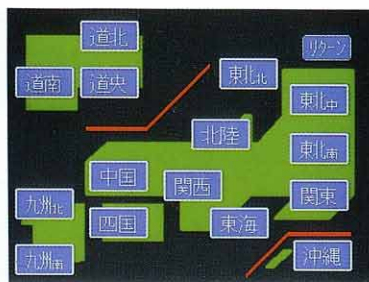 道北
リターン
道南
道央
東北北
東北中
北陸
東北南
中国
関西
関東
九州北
四国
東海
九州南
沖縄